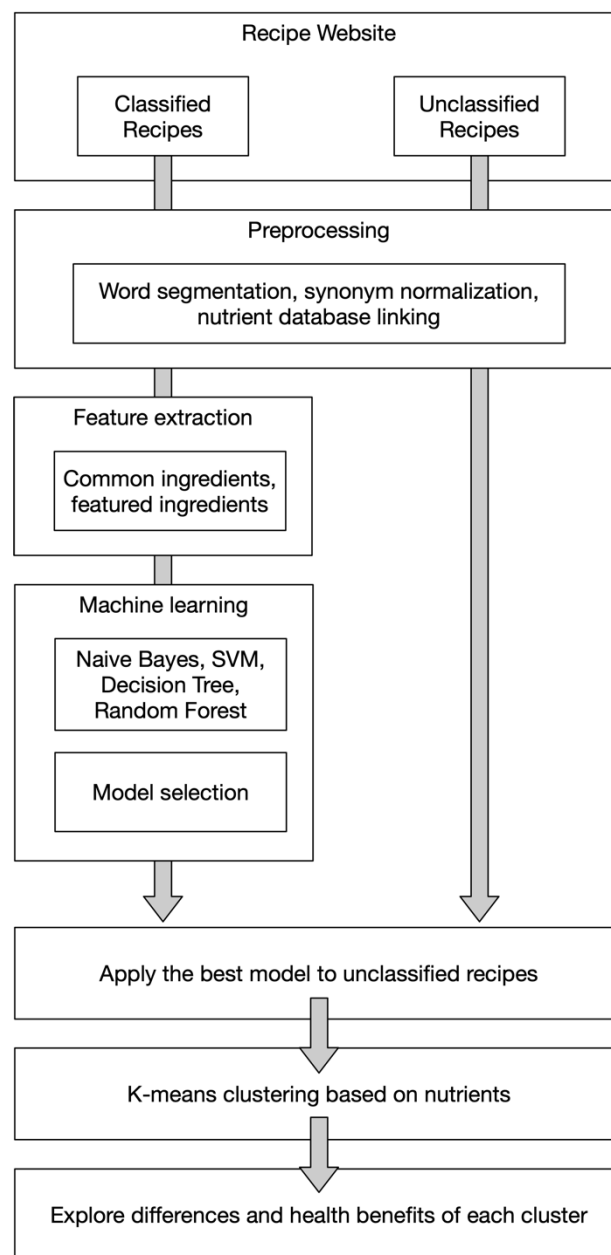 Recipe Website
Classified
Recipes
Unclassified
Recipes
Preprocessing
Word segmentation, synonym normalization,
nutrient database linking
Feature extraction
Common ingredients,
featured ingredients
Machine learning
Naive Bayes, SVM,
Decision Tree,
Random Forest
Model selection
Apply the best model to unclassified recipes
K-means clustering based on nutrients
Explore differences and health benefits of each cluster